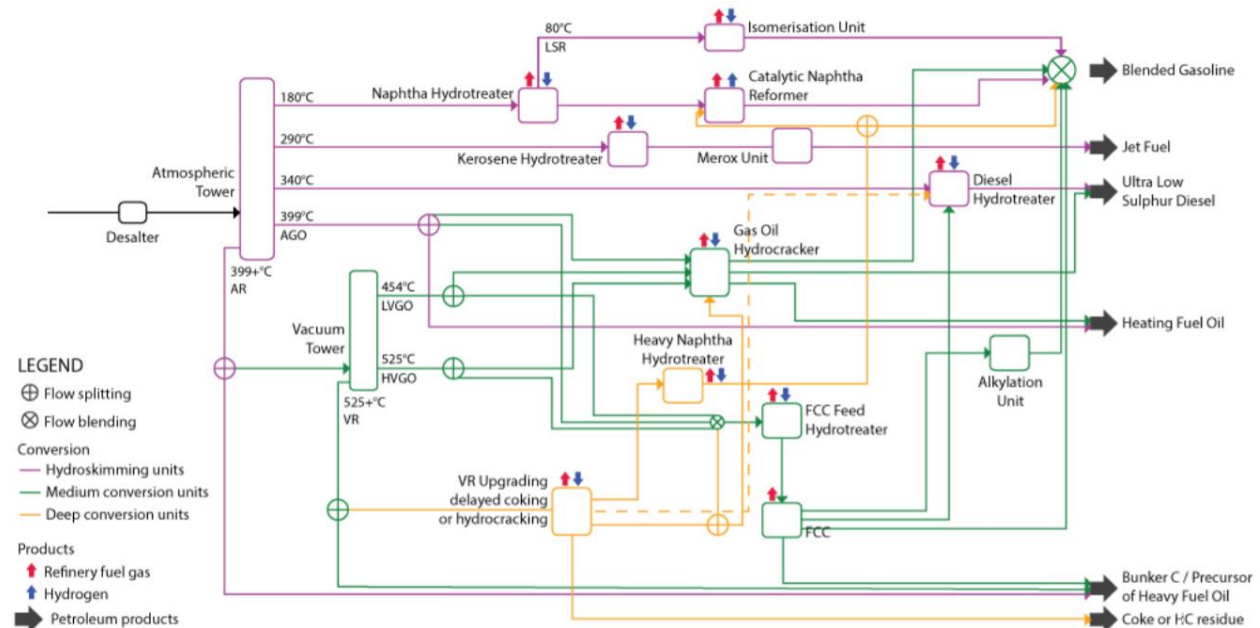 80°C
LSR
Isomerisation Unit
Naphtha Hydrotreater
Catalytic Naphtha
Reformer
Blended Gasoline
180°C
290°C
Kerosene Hydrotreater
Merox Unit
Jet Fuel
Atmospheric
Tower
340°C
Diesel
Hydrotreater
Ultra Low
Sulphur Diesel
Desalter
399°C
AGO
Gas Oil
Hydrocracker
399+°C
AR
454°C
LVGO
Vacuum
Tower
Heating Fuel Oil
Heavy Naphtha
Hydrotreater
525°C
HVGO
Alkylation
Unit
525+°C
VR
FCC Feed
Hydrotreater
VR Upgrading
delayed coking
or hydrocracking
FCC
Bunker C / Precursor
of Heavy Fuel Oil
Coke or HC residue
LEGEND
Flow splitting
Flow blending
Conversion
Hydroskimming units
Medium conversion units
Deep conversion units
Products
Refinery fuel gas
Hydrogen
Petroleum products